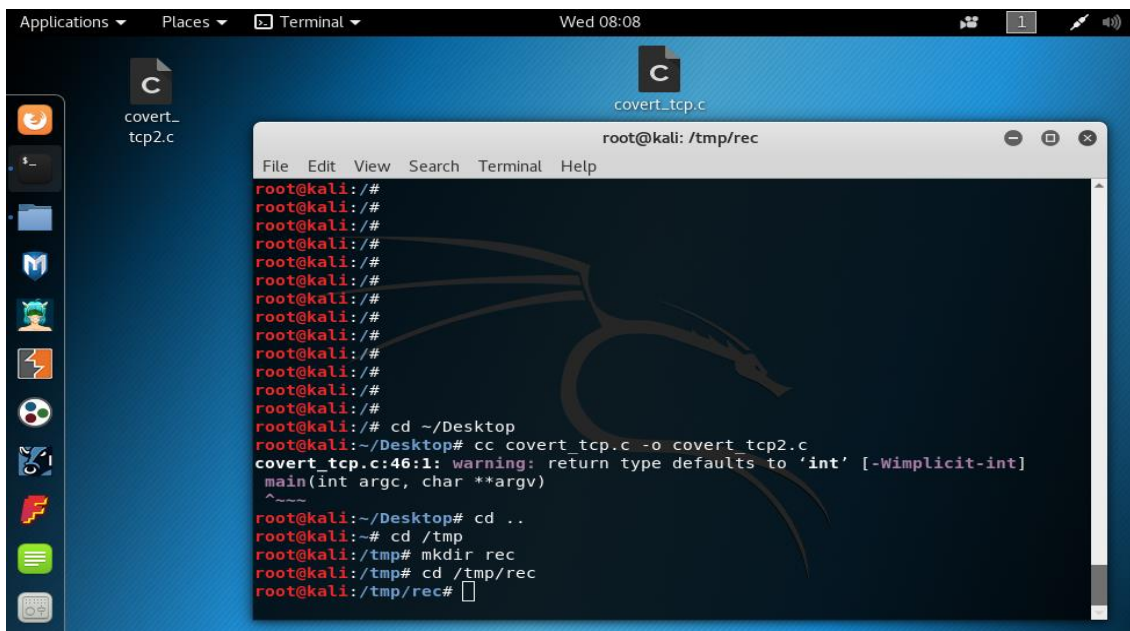 Applications Places Terminal Wed 08:08 1
C
covert_
tcp2.c
C
covert_tcp.c
root@kali: /tmp/rec
File Edit View Search Terminal Help
root@kali:/#
root@kali:/#
root@kali:/#
root@kali:/#
root@kali:/#
root@kali:/#
root@kali:/#
root@kali:/#
root@kali:/#
root@kali:/#
root@kali:/#
root@kali:/#
root@kali:/#
root@kali:/# cd ~/Desktop
root@kali:~/Desktop# cc covert_tcp.c -o covert_tcp2.c
covert_tcp.c:46:1: warning: return type defaults to ‘int’ [-Wimplicit-int]
main(int argc, char **argv)
^~~~
root@kali:~/Desktop# cd ..
root@kali:~# cd /tmp
root@kali:/tmp# mkdir rec
root@kali:/tmp# cd /tmp/rec
root@kali:/tmp/rec#